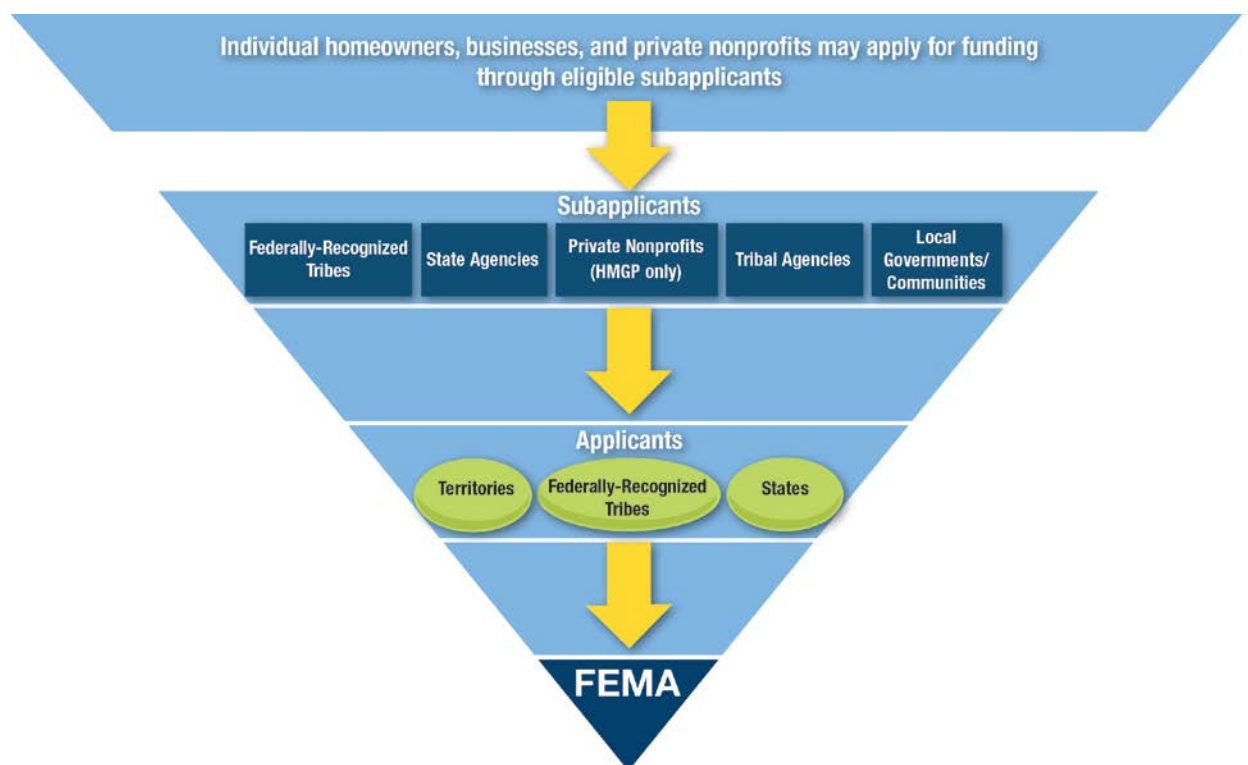 Individual homeowners, businesses, and private nonprofits may apply for funding
through eligible subapplicants
Subapplicants
Federally-Recognized
Tribes
State Agencies
Private Nonprofits
(HMGP only)
Tribal Agencies
Local
Governments/
Communities
Applicants
Territories
Federally-Recognized
Tribes
States
FEMA